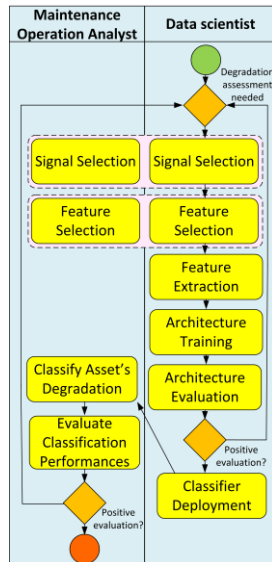 Maintenance
Operation Analyst
Data scientist
Degradation
assessment
needed
Signal Selection
Signal Selection
Feature
Selection
Feature
Selection
Feature
Extraction
Architecture
Training
Classify Asset's
Degradation
Architecture
Evaluation
Evaluate
Classification
Performances
Positive
evaluation?
Classifier
Deployment
Positive
evaluation?